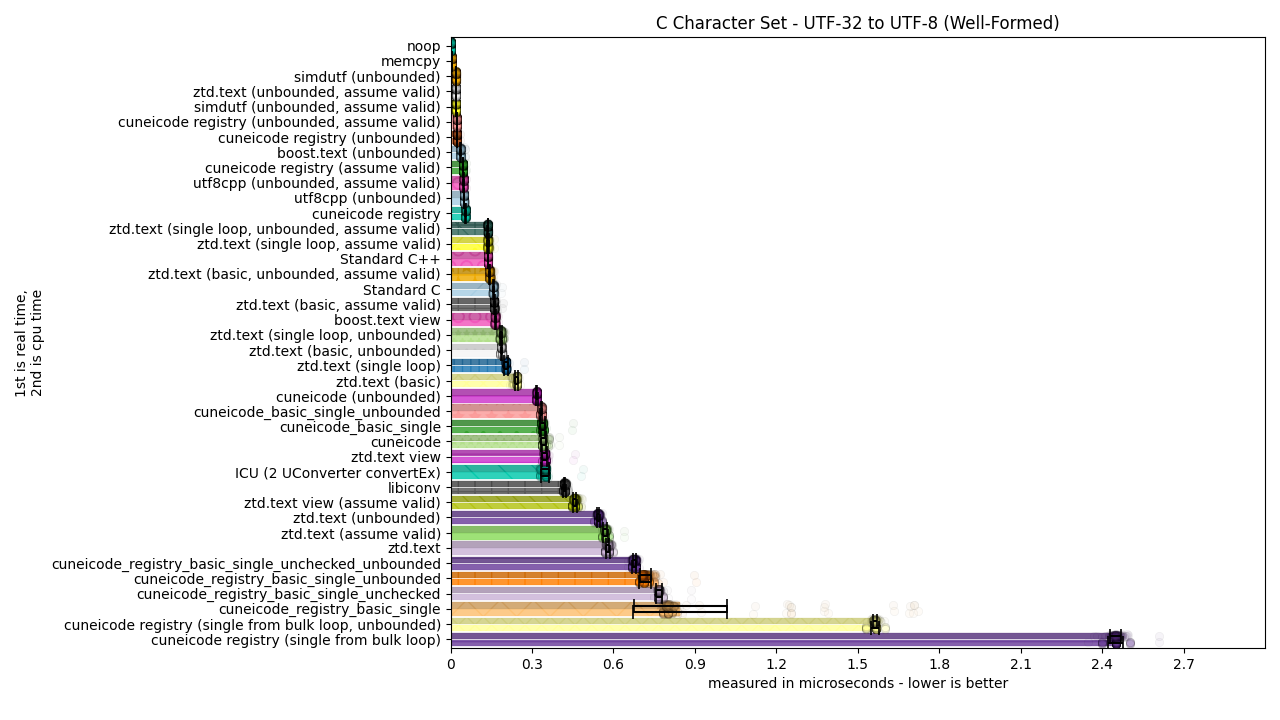 C Character Set - UTF-32 to UTF-8 (Well-Formed)
noop
memcpy
simdutf (unbounded)
ztd.text (unbounded, assume valid)
simdutf (unbounded, assume valid)
cuneicode registry (unbounded, assume valid)
cuneicode registry (unbounded)
boost.text (unbounded)
cuneicode registry (assume valid)
utf8cpp (unbounded, assume valid)
utf8cpp (unbounded)
cuneicode registry
ztd.text (single loop, unbounded, assume valid)
ztd.text (single loop, assume valid)
Standard C++
ztd.text (basic, unbounded, assume valid)
Standard C
ztd.text (basic, assume valid)
boost.text view
ztd.text (single loop, unbounded)
ztd.text (basic, unbounded)
ztd.text (single loop)
ztd.text (basic)
cuneicode (unbounded)
cuneicode_basic_single_unbounded
cuneicode_basic_single
cuneicode
ztd.text view
ICU (2 UConverter convertEx)
libiconv
ztd.text view (assume valid)
ztd.text (unbounded)
ztd.text (assume valid)
ztd.text
cuneicode_registry_basic_single_unchecked_unbounded
cuneicode_registry_basic_single_unbounded
cuneicode_registry_basic_single_unchecked
cuneicode_registry_basic_single
cuneicode registry (single from bulk loop, unbounded)
cuneicode registry (single from bulk loop)
1st is real time,
2nd is cpu time
0 0.3 0.6 0.9 1.2 1.5 1.8 2.1 2.4 2.7
measured in microseconds - lower is better